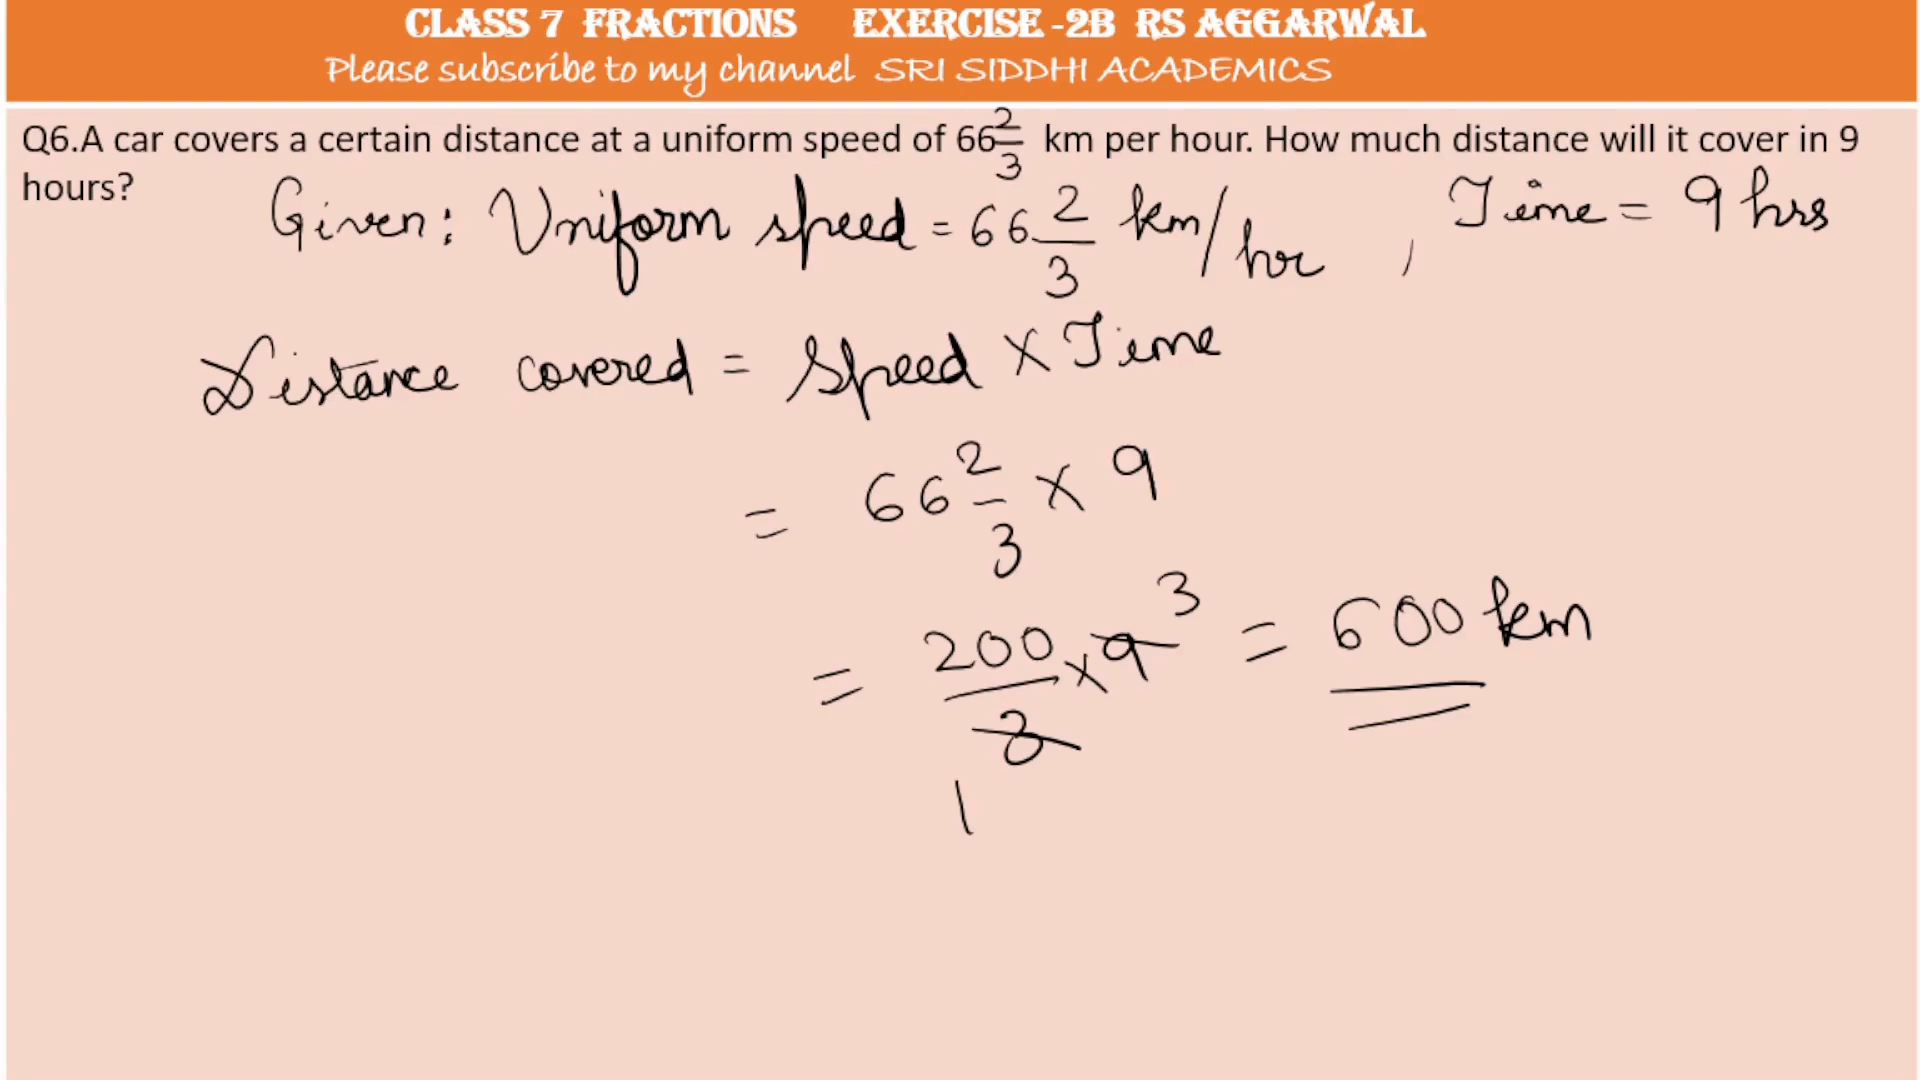 CLASS 7 FRACTIONS EXERCISE -2B RS AGGARWAL
Please subscribe to my channel SRI SIDDHI ACADEMICS
Q6.A car covers a certain distance at a uniform speed of 66 2/3 km per hour. How much distance will it cover in 9
hours?
Given: Uniform speed = 66 2/3 km/hr , Time = 9 hrs
Distance covered = Speed × Time
= 66 2/3 × 9
= 200/3 × 9 3 = 600 km
1